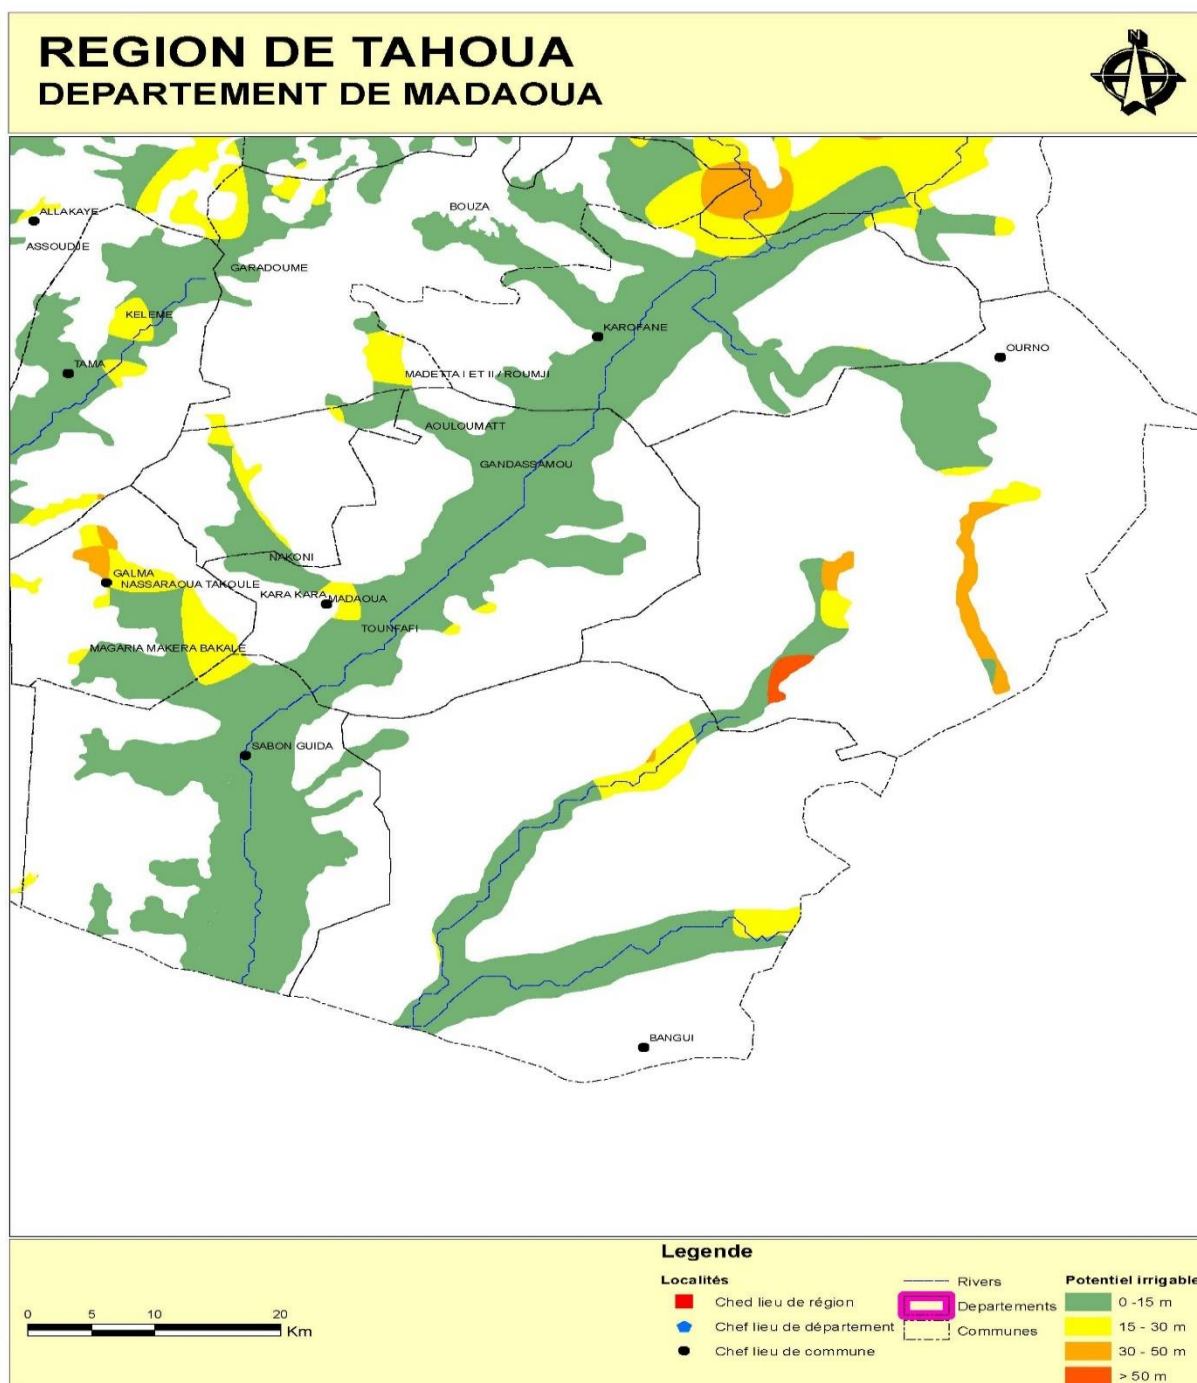 REGION DE TAHOUA
DEPARTEMENT DE MADAOUA
N
ALLAKAYE
BOUZA
ASSOUDJE
GARADOUME
KELEME
KAROFANE
OURNO
TAMA
MADETTA I ET II / ROUMJI
AOULOUMATT
GANDASSAMOU
NAKONI
GALMA
NASSARAOUA TAKOULE
KARA KARA
MADAOUA
TOUNFAFI
MAGARIA MAKERA BAKALE
SABON GUIDA
BANGUI
Legende
Localités
Ched lieu de région
Chef lieu de département
Chef lieu de commune
Rivers
Departements
Communes
Potentiel irrigable
0 -15 m
15 - 30 m
30 - 50 m
> 50 m
0 5 10 20
Km